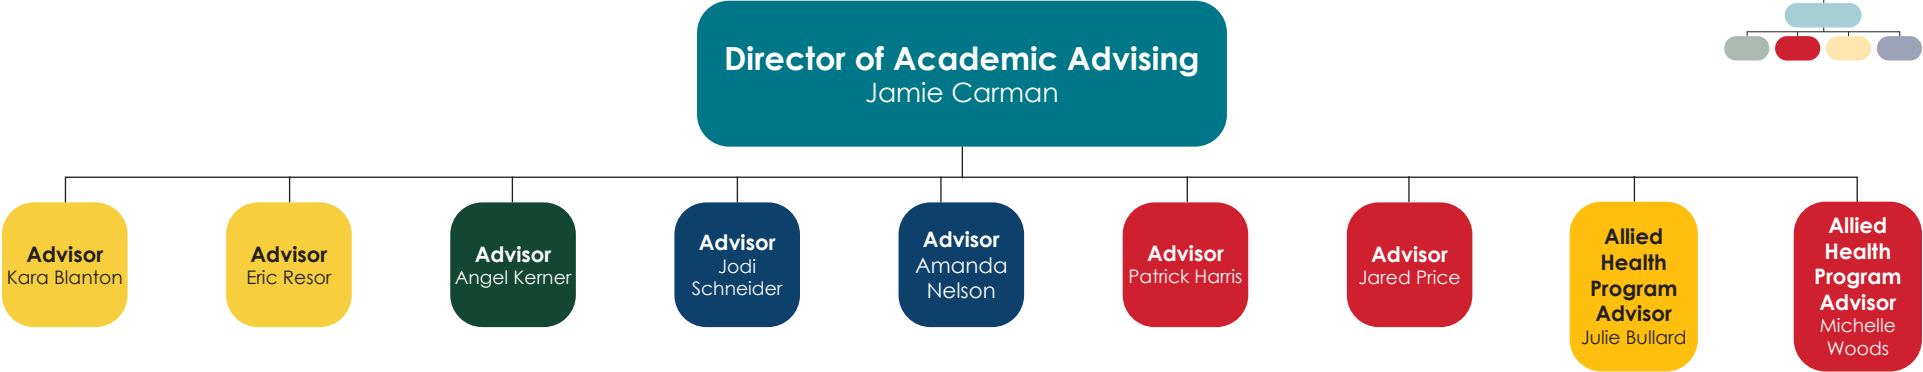 Director of Academic Advising
Jamie Carman
Advisor
Kara Blanton
Advisor
Eric Resor
Advisor
Angel Kerner
Advisor
Jodi
Schneider
Advisor
Amanda
Nelson
Advisor
Patrick Harris
Advisor
Jared Price
Allied
Health
Program
Advisor
Julie Bullard
Allied
Health
Program
Advisor
Michelle
Woods